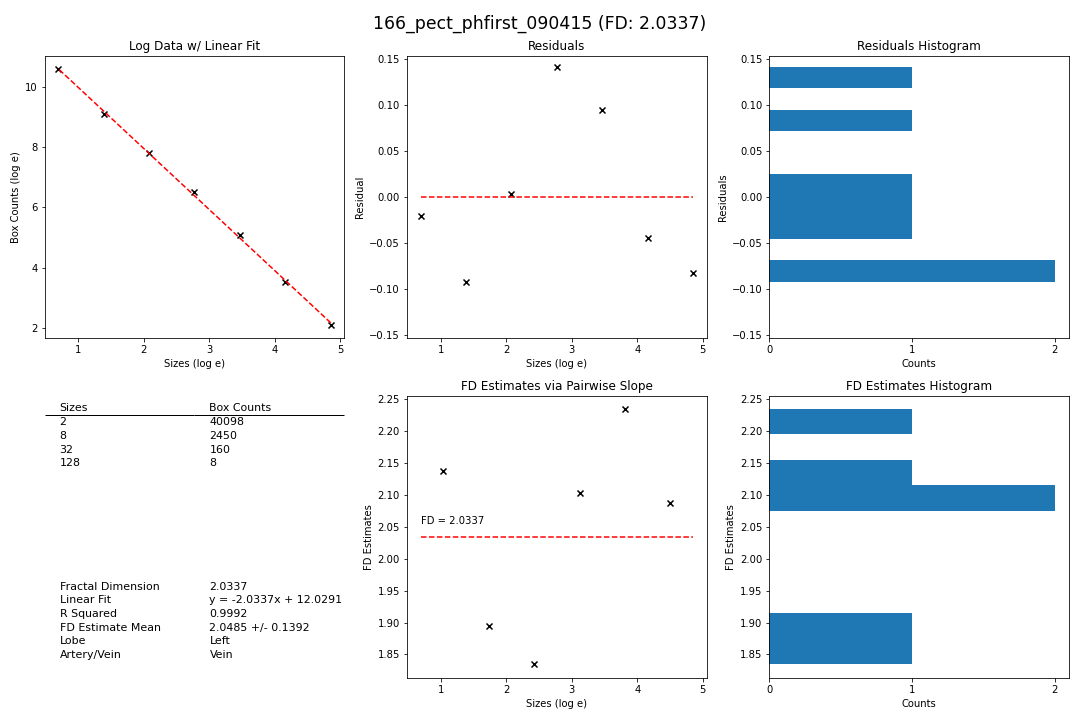 166_pect_phfirst_090415 (FD: 2.0337)
Log Data w/ Linear Fit
Box Counts (log e)
10
8
6
4
2
1 2 3 4 5
Sizes (log e)
Residuals
Residual
0.15
0.10
0.05
0.00
−0.05
−0.10
−0.15
1 2 3 4 5
Sizes (log e)
Residuals Histogram
Residuals
0.15
0.10
0.05
0.00
−0.05
−0.10
−0.15
0 1 2
Counts
Sizes Box Counts
2 40098
8 2450
32 160
128 8
Fractal Dimension 2.0337
Linear Fit y = -2.0337x + 12.0291
R Squared 0.9992
FD Estimate Mean 2.0485 +/- 0.1392
Lobe Left
Artery/Vein Vein
FD Estimates via Pairwise Slope
FD Estimates
2.25
2.20
2.15
2.10
2.05
2.00
1.95
1.90
1.85
FD = 2.0337
1 2 3 4 5
Sizes (log e)
FD Estimates Histogram
FD Estimates
2.25
2.20
2.15
2.10
2.05
2.00
1.95
1.90
1.85
0 1 2
Counts